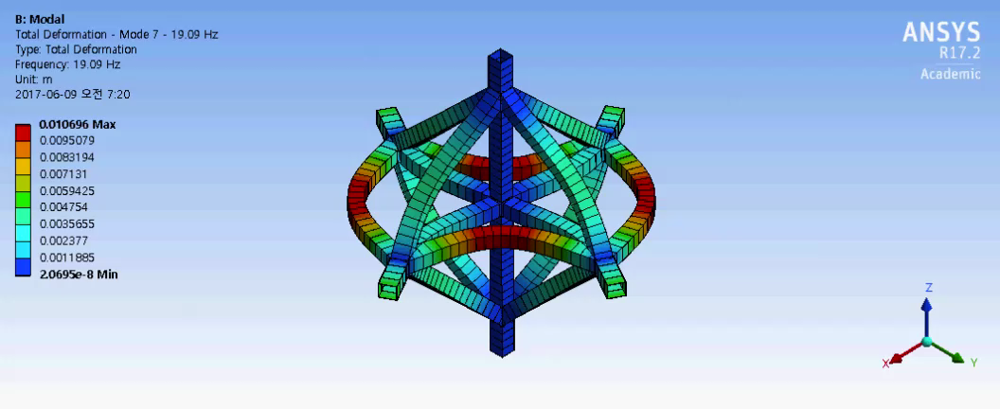 B: Modal
Total Deformation - Mode 7 - 19.09 Hz
Type: Total Deformation
Frequency: 19.09 Hz
Unit: m
2017-06-09 오전 7:20
0.010696 Max
0.0095079
0.0083194
0.007131
0.0059425
0.004754
0.0035655
0.002377
0.0011885
2.0695e-8 Min
ANSYS
R17.2
Academic
Z
X
Y